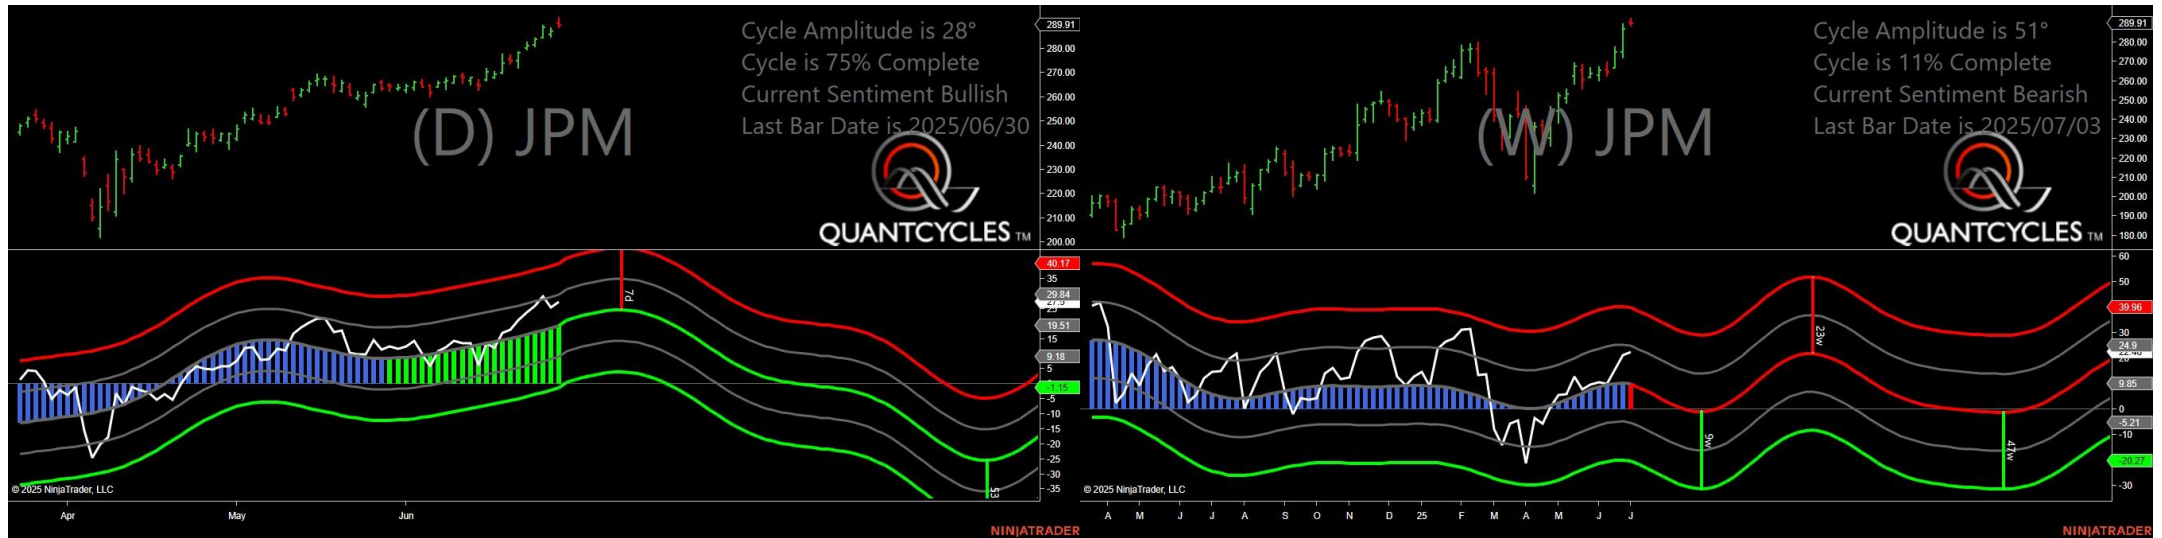 Cycle Amplitude is 28°
Cycle is 75% Complete
Current Sentiment Bullish
Last Bar Date is 2025/06/30
(D) JPM
QUANTCYCLES TM
289.91
280.00
270.00
260.00
250.00
240.00
230.00
220.00
210.00
200.00
40.17
35
29.84
25
19.51
15
9.18
5
-1.15
-5
-10
-15
-20
-25
-30
-35
7d
53
© 2025 NinjaTrader, LLC
Apr
May
Jun
NINJATRADER
Cycle Amplitude is 51°
Cycle is 11% Complete
Current Sentiment Bearish
Last Bar Date is 2025/07/03
(W) JPM
QUANTCYCLES TM
289.91
280.00
270.00
260.00
250.00
240.00
230.00
220.00
210.00
200.00
190.00
180.00
60
50
39.96
30
24.9
20
9.85
0
-5.21
-10
-20.27
-30
9w
23w
47w
© 2025 NinjaTrader, LLC
A M J J A S O N D 25 F M A M J J
NINJATRADER